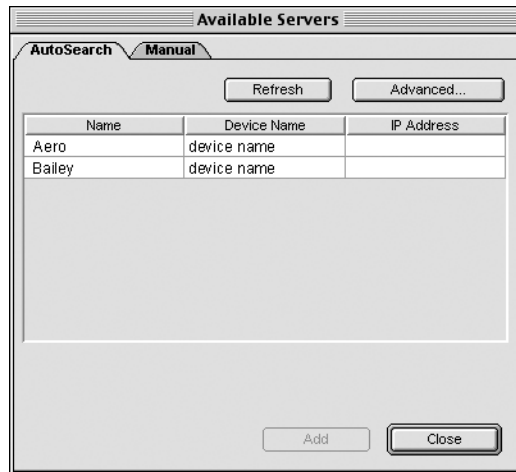 Available Servers
AutoSearch Manual
Refresh Advanced...
Name Device Name IP Address
Aero device name
Bailey device name
Add Close